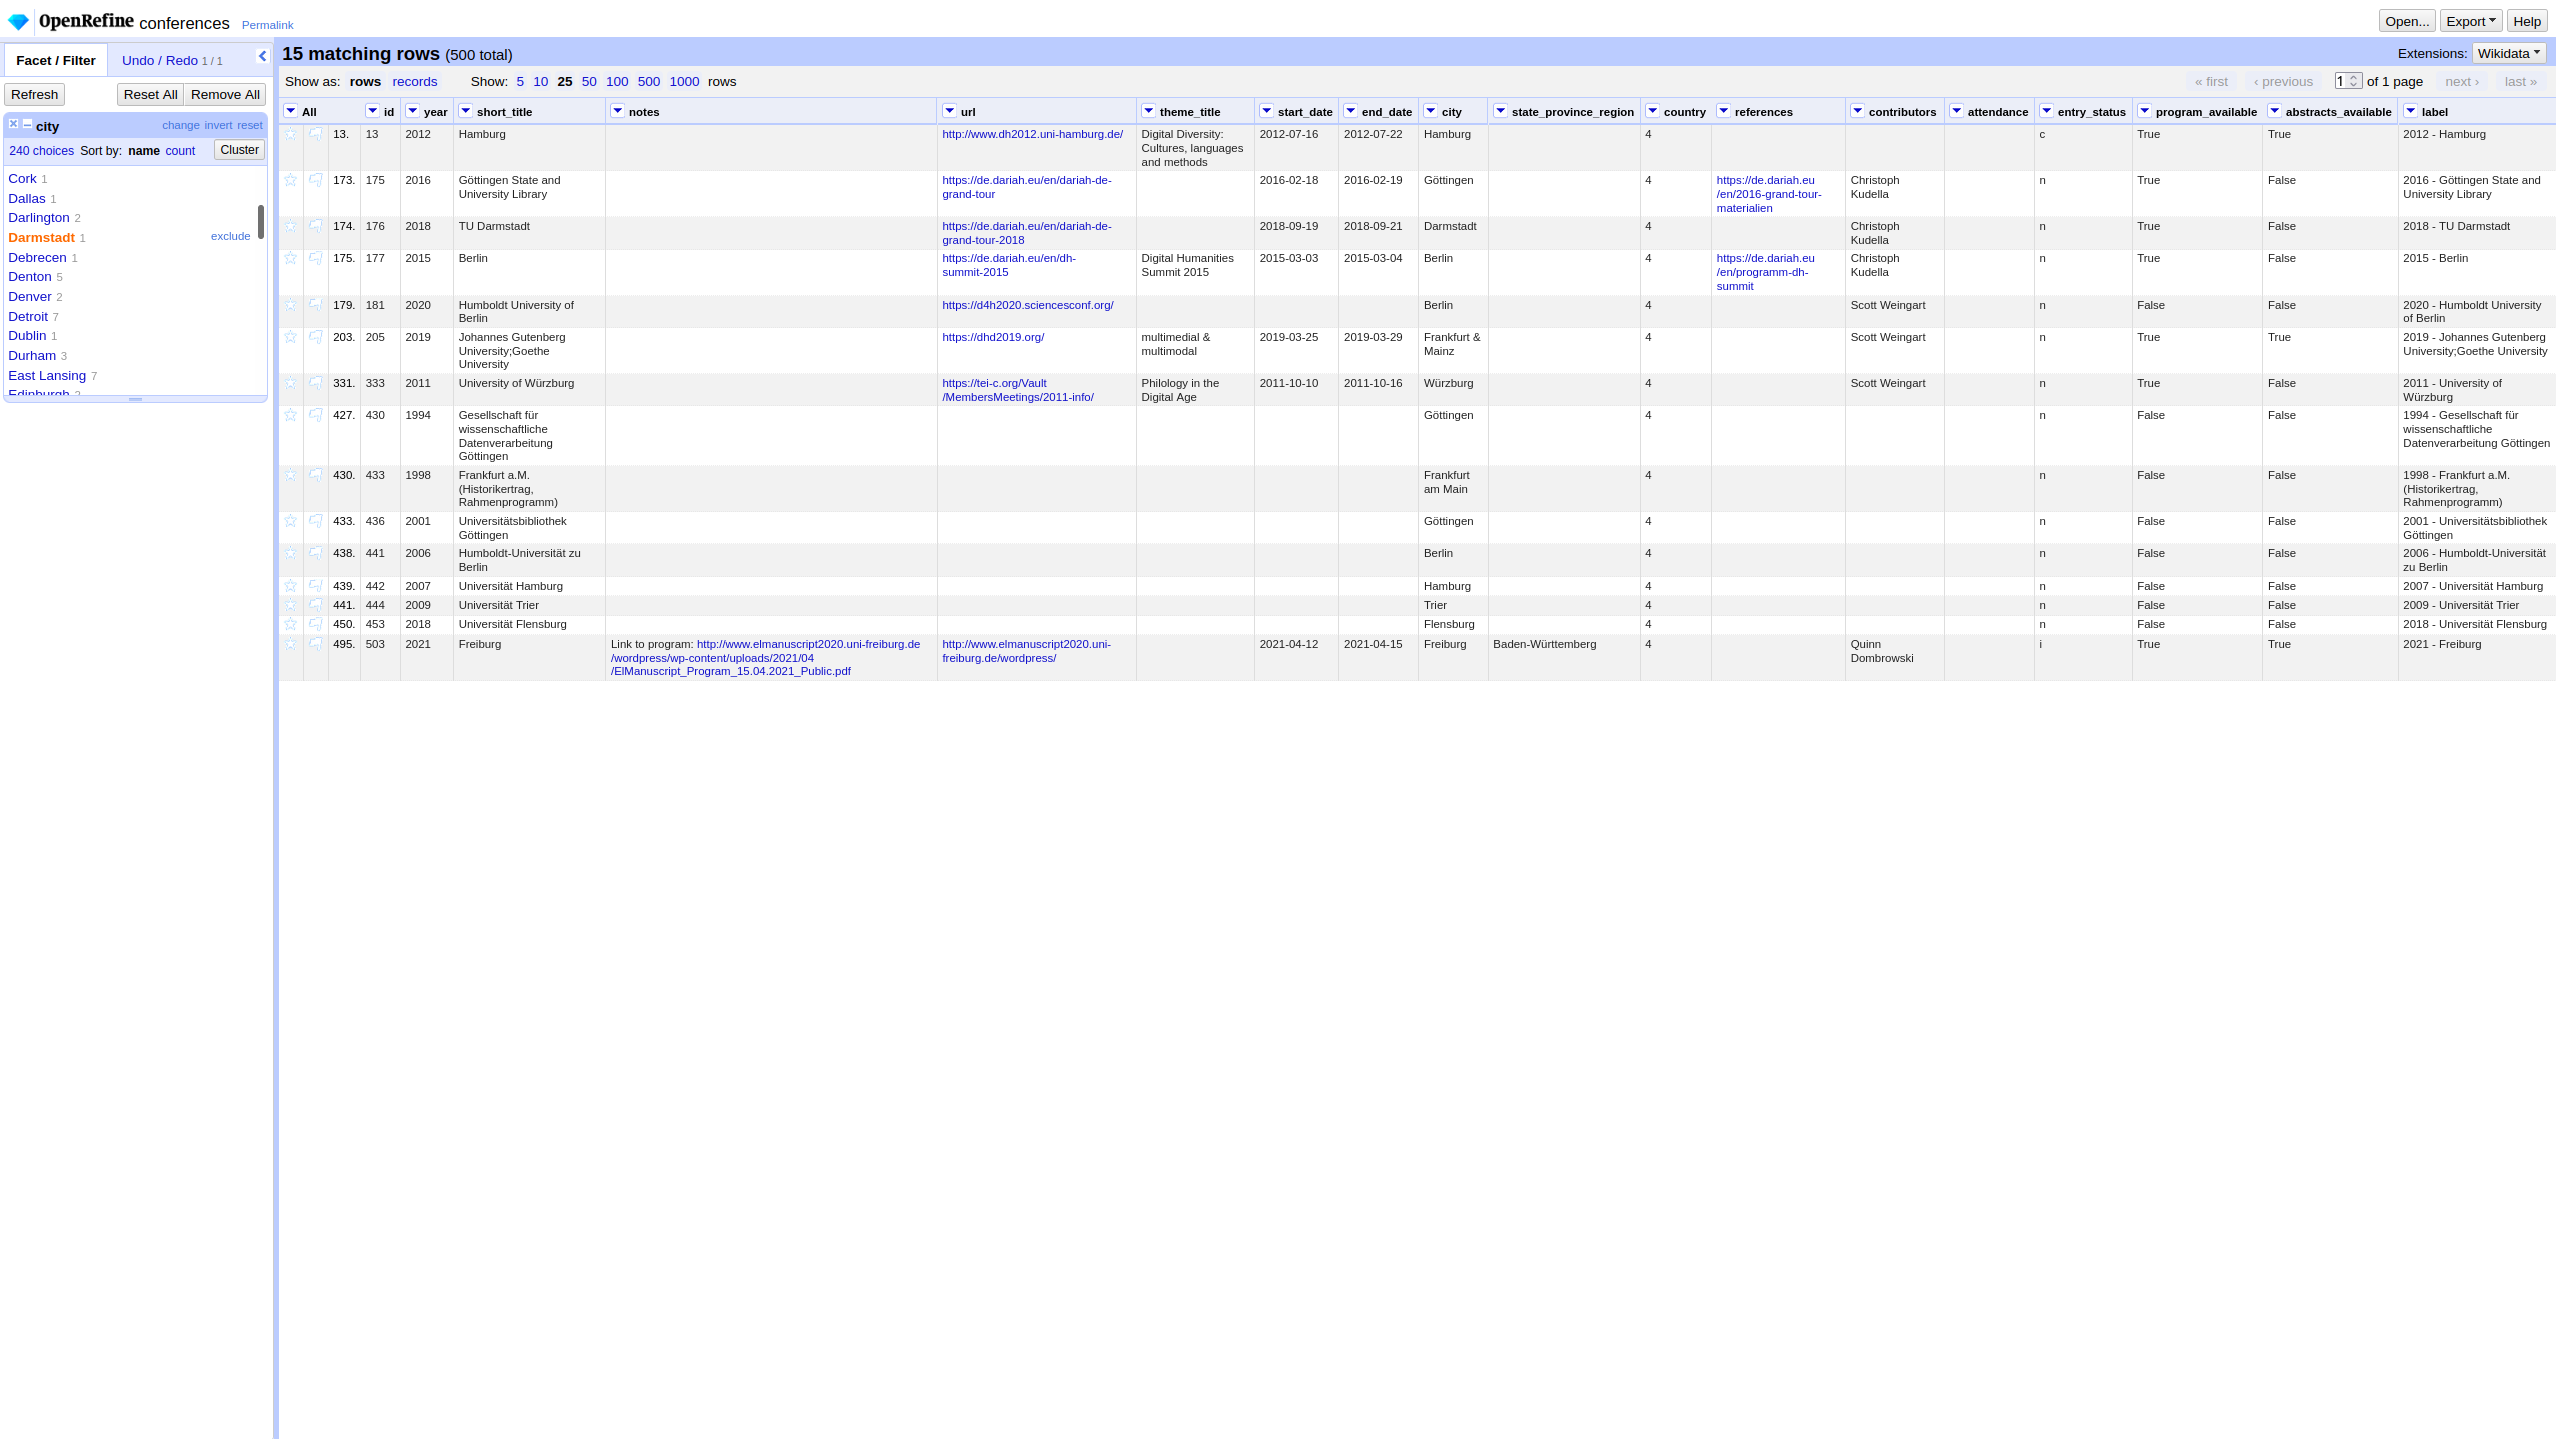 OpenRefine conferences Permalink
Open... Export Help
Facet / Filter Undo / Redo 1 / 1
15 matching rows (500 total)
Extensions: Wikidata
Refresh Reset All Remove All
Show as: rows records Show: 5 10 25 50 100 500 1000 rows
« first ‹ previous 1 of 1 page next › last »
city change invert reset
240 choices Sort by: name count Cluster
Cork 1
Dallas 1
Darlington 2
Darmstadt 1 exclude
Debrecen 1
Denton 5
Denver 2
Detroit 7
Dublin 1
Durham 3
East Lansing 7
Edinburgh
All id year short_title notes url theme_title start_date end_date city state_province_region country references contributors attendance entry_status program_available abstracts_available label
13. 13 2012 Hamburg http://www.dh2012.uni-hamburg.de/ Digital Diversity: 2012-07-16 2012-07-22 Hamburg 4 c True True 2012 - Hamburg
Cultures, languages
and methods
173. 175 2016 Göttingen State and https://de.dariah.eu/en/dariah-de- 2016-02-18 2016-02-19 Göttingen 4 https://de.dariah.eu Christoph n True False 2016 - Göttingen State and
University Library grand-tour /en/2016-grand-tour- Kudella University Library
materialien
174. 176 2018 TU Darmstadt https://de.dariah.eu/en/dariah-de- 2018-09-19 2018-09-21 Darmstadt 4 Christoph n True False 2018 - TU Darmstadt
grand-tour-2018 Kudella
175. 177 2015 Berlin https://de.dariah.eu/en/dh- Digital Humanities 2015-03-03 2015-03-04 Berlin 4 https://de.dariah.eu Christoph n True False 2015 - Berlin
summit-2015 Summit 2015 /en/programm-dh- Kudella
summit
179. 181 2020 Humboldt University of https://d4h2020.sciencesconf.org/ Berlin 4 Scott Weingart n False False 2020 - Humboldt University
Berlin of Berlin
203. 205 2019 Johannes Gutenberg https://dhd2019.org/ multimedial & 2019-03-25 2019-03-29 Frankfurt & 4 Scott Weingart n True True 2019 - Johannes Gutenberg
University;Goethe multimodal Mainz University;Goethe University
University
331. 333 2011 University of Würzburg https://tei-c.org/Vault Philology in the 2011-10-10 2011-10-16 Würzburg 4 Scott Weingart n True False 2011 - University of
/MembersMeetings/2011-info/ Digital Age Würzburg
427. 430 1994 Gesellschaft für Göttingen 4 n False False 1994 - Gesellschaft für
wissenschaftliche wissenschaftliche
Datenverarbeitung Datenverarbeitung Göttingen
Göttingen
430. 433 1998 Frankfurt a.M. Frankfurt 4 n False False 1998 - Frankfurt a.M.
(Historikertrag, am Main (Historikertrag,
Rahmenprogramm) Rahmenprogramm)
433. 436 2001 Universitätsbibliothek Göttingen 4 n False False 2001 - Universitätsbibliothek
Göttingen Göttingen
438. 441 2006 Humboldt-Universität zu Berlin 4 n False False 2006 - Humboldt-Universität
Berlin zu Berlin
439. 442 2007 Universität Hamburg Hamburg 4 n False False 2007 - Universität Hamburg
441. 444 2009 Universität Trier Trier 4 n False False 2009 - Universität Trier
450. 453 2018 Universität Flensburg Flensburg 4 n False False 2018 - Universität Flensburg
495. 503 2021 Freiburg Link to program: http://www.elmanuscript2020.uni-freiburg.de http://www.elmanuscript2020.uni- 2021-04-12 2021-04-15 Freiburg Baden-Württemberg 4 Quinn i True True 2021 - Freiburg
/wordpress/wp-content/uploads/2021/04 freiburg.de/wordpress/ Dombrowski
/ElManuscript_Program_15.04.2021_Public.pdf